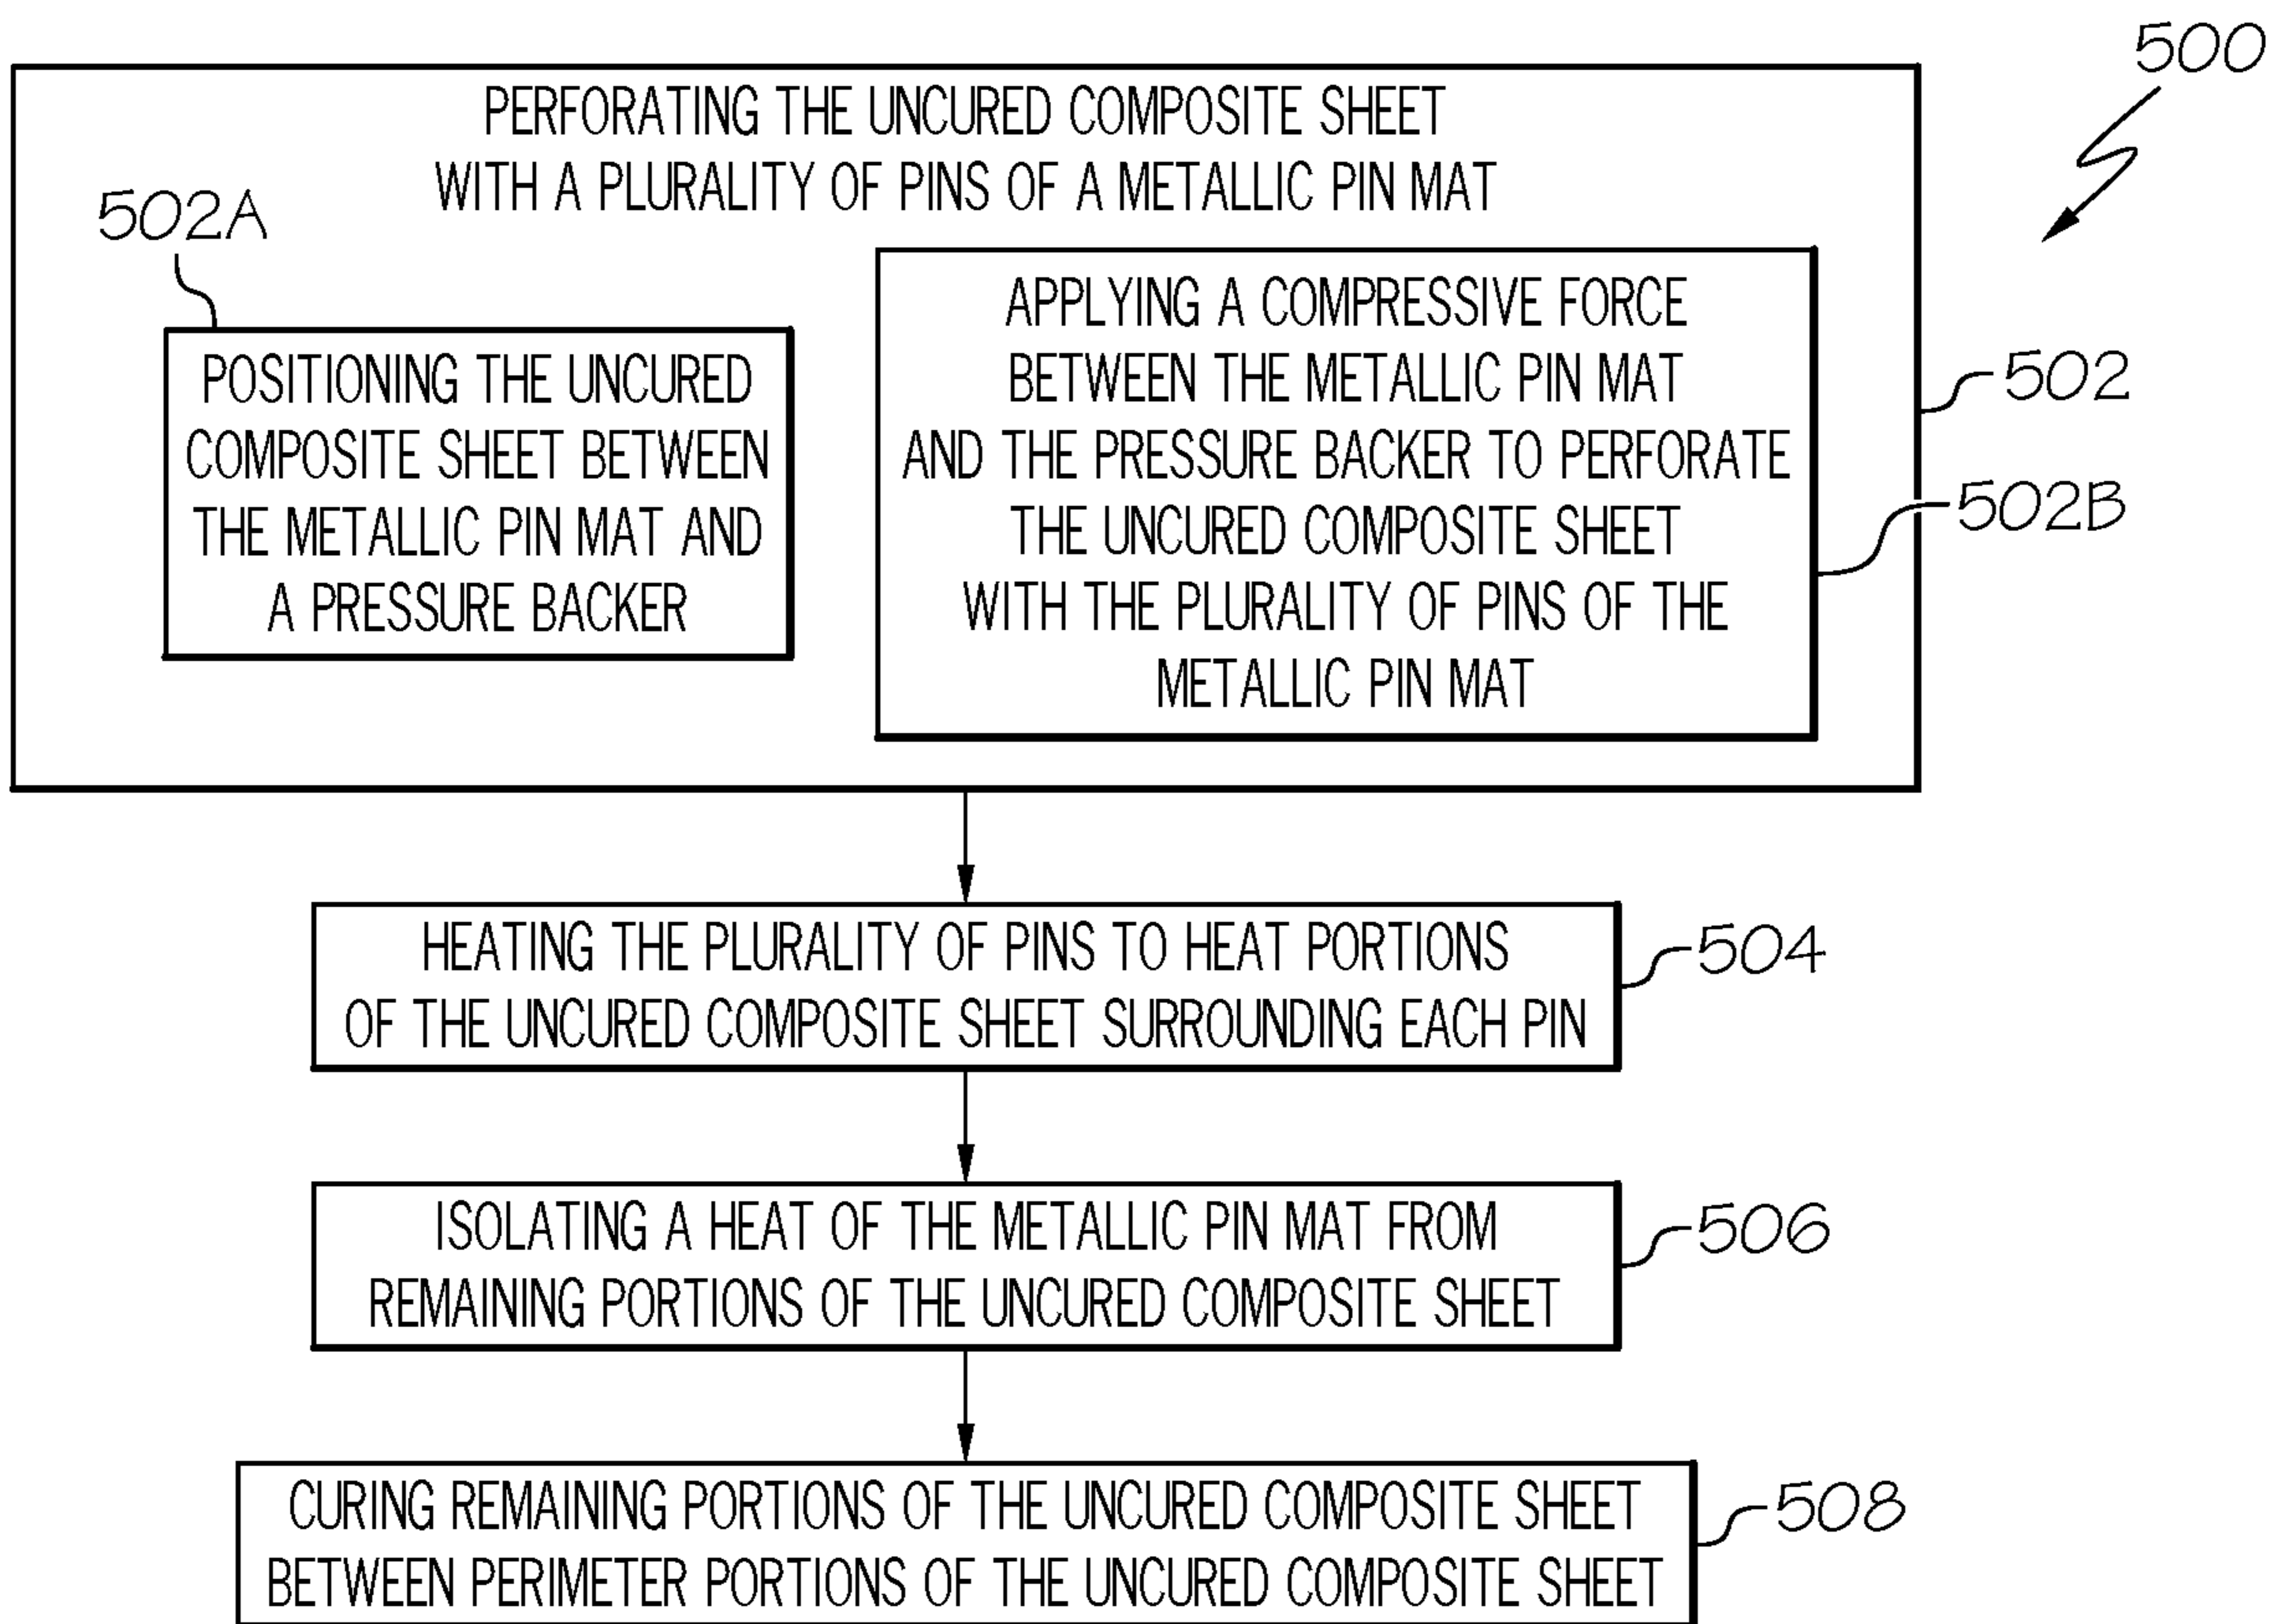 500
PERFORATING THE UNCURED COMPOSITE SHEET
WITH A PLURALITY OF PINS OF A METALLIC PIN MAT
502A
POSITIONING THE UNCURED
COMPOSITE SHEET BETWEEN
THE METALLIC PIN MAT AND
A PRESSURE BACKER
APPLYING A COMPRESSIVE FORCE
BETWEEN THE METALLIC PIN MAT
AND THE PRESSURE BACKER TO PERFORATE
THE UNCURED COMPOSITE SHEET
WITH THE PLURALITY OF PINS OF THE
METALLIC PIN MAT
502
502B
HEATING THE PLURALITY OF PINS TO HEAT PORTIONS
OF THE UNCURED COMPOSITE SHEET SURROUNDING EACH PIN
504
ISOLATING A HEAT OF THE METALLIC PIN MAT FROM
REMAINING PORTIONS OF THE UNCURED COMPOSITE SHEET
506
CURING REMAINING PORTIONS OF THE UNCURED COMPOSITE SHEET
BETWEEN PERIMETER PORTIONS OF THE UNCURED COMPOSITE SHEET
508